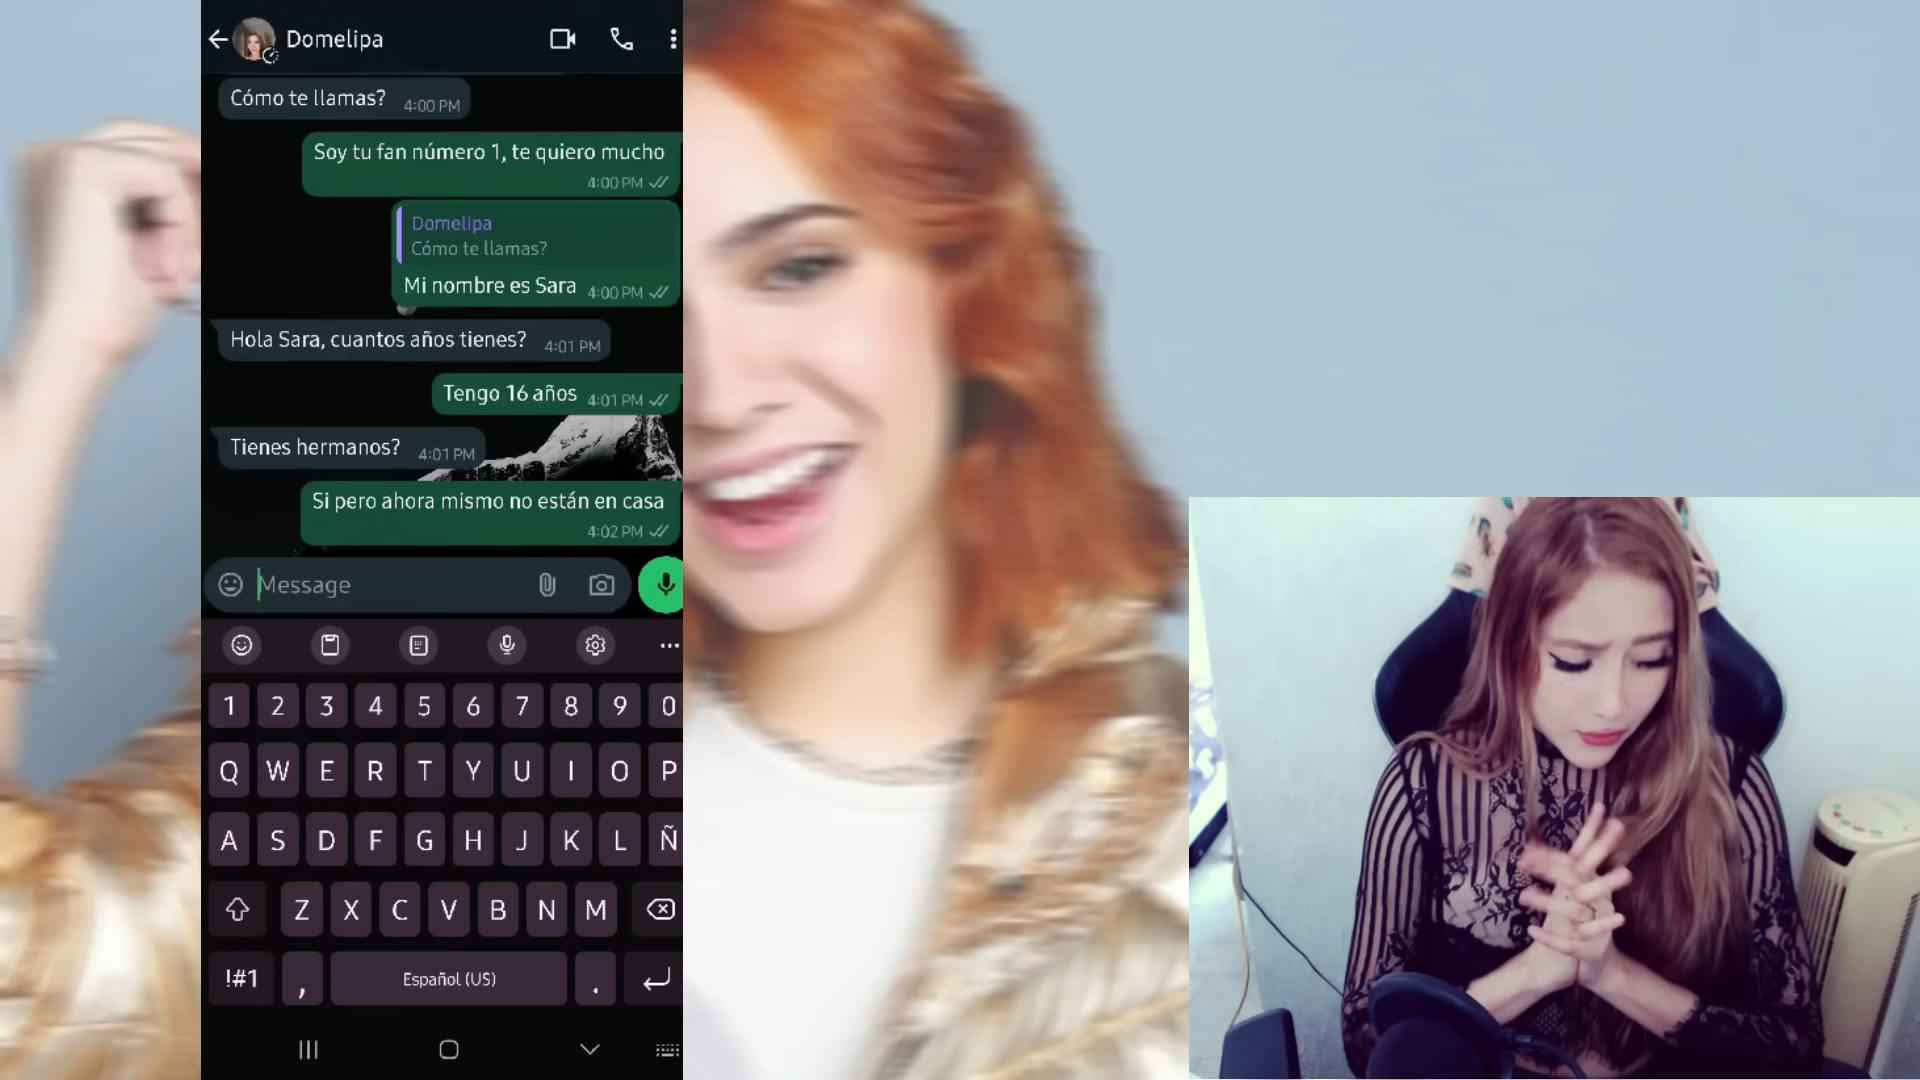 Domelipa
Cómo te llamas? 4:00 PM
Soy tu fan número 1, te quiero mucho
4:00 PM
Domelipa
Cómo te llamas?
Mi nombre es Sara 4:00 PM
Hola Sara, cuantos años tienes? 4:01 PM
Tengo 16 años 4:01 PM
Tienes hermanos? 4:01 PM
Si pero ahora mismo no están en casa
4:02 PM
Message
1 2 3 4 5 6 7 8 9 0
Q W E R T Y U I O P
A S D F G H J K L Ñ
Z X C V B N M
!#1 , Español (US) .